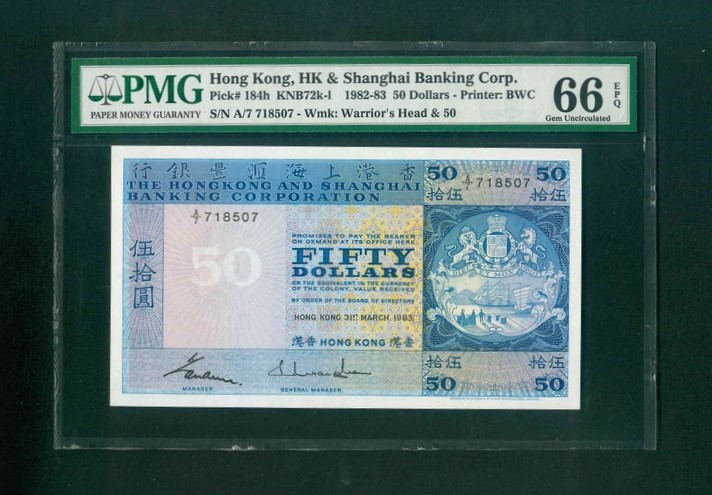 PMG
PAPER MONEY GUARANTY
Hong Kong, HK & Shanghai Banking Corp.
Pick# 184h KNB72k-l 1982-83 50 Dollars - Printer: BWC
S/N A/7 718507 - Wmk: Warrior's Head & 50
66 EPQ
Gem Uncirculated
行銀豐滙海上港香
THE HONGKONG AND SHANGHAI
BANKING CORPORATION
50 50
A/7 718507
拾伍 拾伍
A/7 718507
伍拾圓
50
PROMISES TO PAY THE BEARER
ON DEMAND AT ITS OFFICE HERE
FIFTY
DOLLARS
OR THE EQUIVALENT IN THE CURRENCY
OF THE COLONY, VALUE RECEIVED
BY ORDER OF THE BOARD OF DIRECTORS
HONG KONG 31ST MARCH, 1983.
港香 HONG KONG 港香
MANAGER
GENERAL MANAGER
拾伍 拾伍
50 50